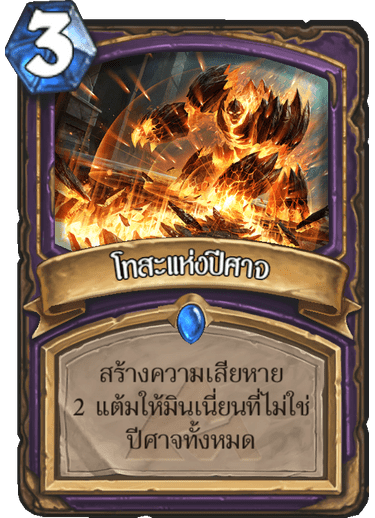 3
โทสะแห่งปีศาจ
สร้างความเสียหาย
2 แต้มให้มินเนี่ยนที่ไม่ใช่
ปีศาจทั้งหมด